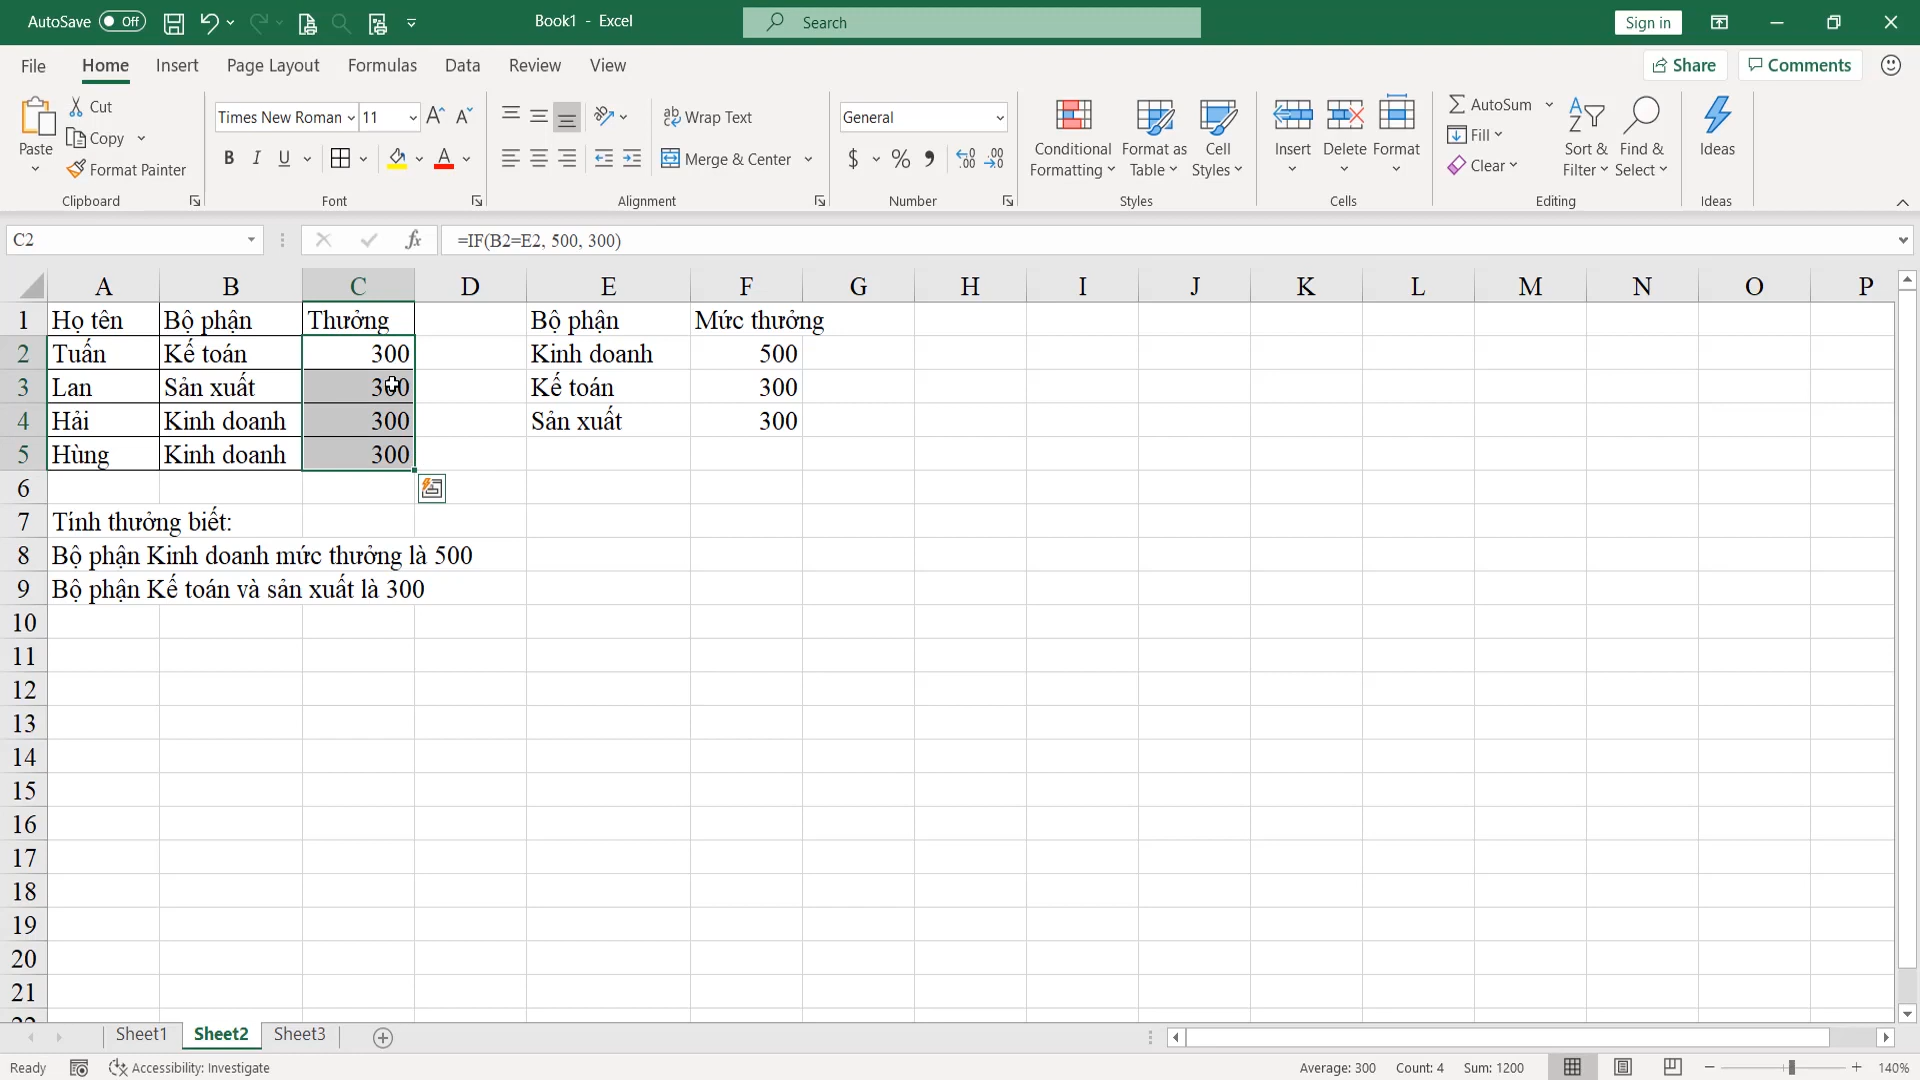 AutoSave Off
Book1 - Excel
Search
Sign in
File Home Insert Page Layout Formulas Data Review View
Share Comments
Paste
Cut
Copy
Format Painter
Clipboard
Times New Roman 11
B I U
Font
Wrap Text
Merge & Center
Alignment
General
$ %
Number
Conditional Formatting
Format as Table
Cell Styles
Styles
Insert Delete Format
Cells
AutoSum
Fill
Clear
Sort & Filter
Find & Select
Editing
Ideas
Ideas
C2
fx
=IF(B2=E2, 500, 300)
A B C D E F G H I J K L M N O P
1 Họ tên Bộ phận Thưởng Bộ phận Mức thưởng
2 Tuấn Kế toán 300 Kinh doanh 500
3 Lan Sản xuất 300 Kế toán 300
4 Hải Kinh doanh 300 Sản xuất 300
5 Hùng Kinh doanh 300
6
7 Tính thưởng biết:
8 Bộ phận Kinh doanh mức thưởng là 500
9 Bộ phận Kế toán và sản xuất là 300
10
11
12
13
14
15
16
17
18
19
20
21
Sheet1 Sheet2 Sheet3
Ready Accessibility: Investigate Average: 300 Count: 4 Sum: 1200 140%